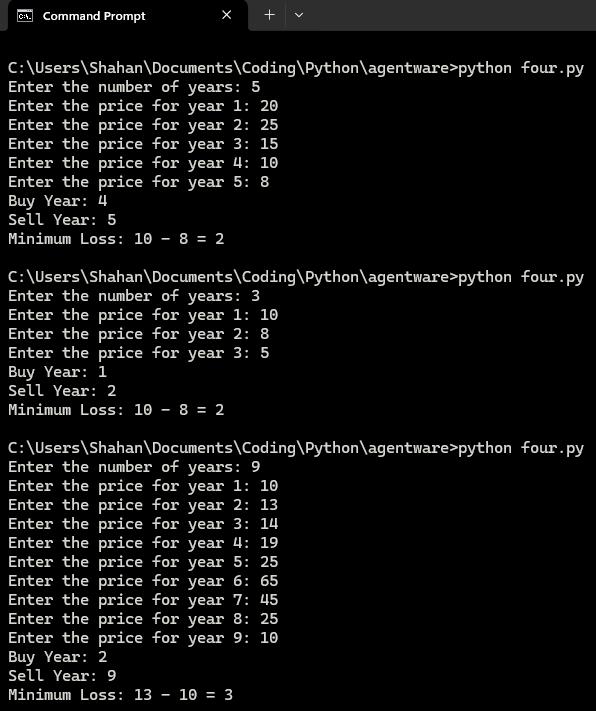 Command Prompt
C:\Users\Shahan\Documents\Coding\Python\agentware>python four.py
Enter the number of years: 5
Enter the price for year 1: 20
Enter the price for year 2: 25
Enter the price for year 3: 15
Enter the price for year 4: 10
Enter the price for year 5: 8
Buy Year: 4
Sell Year: 5
Minimum Loss: 10 - 8 = 2
C:\Users\Shahan\Documents\Coding\Python\agentware>python four.py
Enter the number of years: 3
Enter the price for year 1: 10
Enter the price for year 2: 8
Enter the price for year 3: 5
Buy Year: 1
Sell Year: 2
Minimum Loss: 10 - 8 = 2
C:\Users\Shahan\Documents\Coding\Python\agentware>python four.py
Enter the number of years: 9
Enter the price for year 1: 10
Enter the price for year 2: 13
Enter the price for year 3: 14
Enter the price for year 4: 19
Enter the price for year 5: 25
Enter the price for year 6: 65
Enter the price for year 7: 45
Enter the price for year 8: 25
Enter the price for year 9: 10
Buy Year: 2
Sell Year: 9
Minimum Loss: 13 - 10 = 3